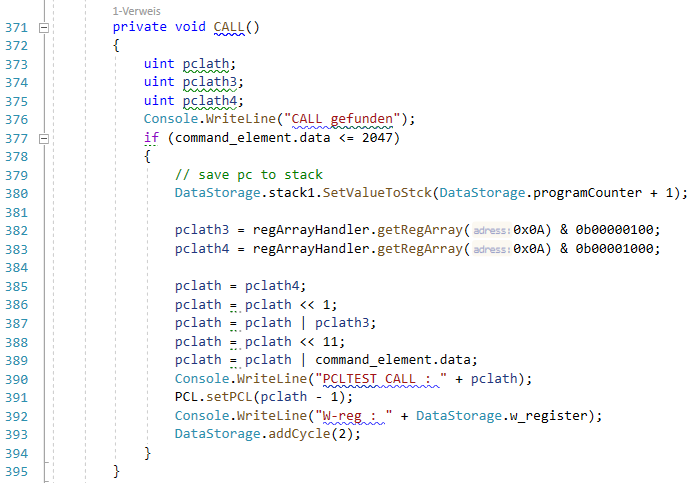 1-Verweis
371 private void CALL()
372 {
373 uint pclath;
374 uint pclath3;
375 uint pclath4;
376 Console.WriteLine("CALL gefunden");
377 if (command_element.data <= 2047)
378 {
379 // save pc to stack
380 DataStorage.stack1.SetValueToStck(DataStorage.programCounter + 1);
381
382 pclath3 = regArrayHandler.getRegArray(adress: 0x0A) & 0b00000100;
383 pclath4 = regArrayHandler.getRegArray(adress: 0x0A) & 0b00001000;
384
385 pclath = pclath4;
386 pclath = pclath << 1;
387 pclath = pclath | pclath3;
388 pclath = pclath << 11;
389 pclath = pclath | command_element.data;
390 Console.WriteLine("PCLTEST CALL : " + pclath);
391 PCL.setPCL(pclath - 1);
392 Console.WriteLine("W-reg : " + DataStorage.w_register);
393 DataStorage.addCycle(2);
394 }
395 }